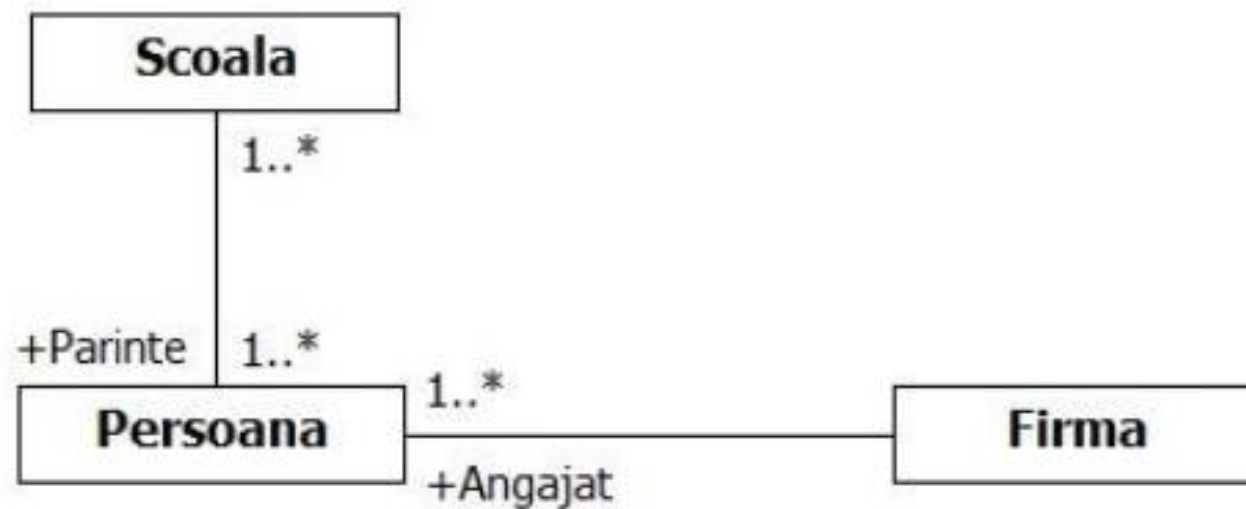 Scoala
1..*
+Parinte 1..*
1..*
Persoana
Firma
+Angajat